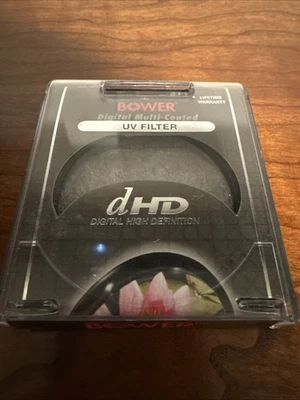 BOWER
Digital Multi-Coated
UV FILTER
LIFETIME
WARRANTY
dHD
DIGITAL HIGH DEFINITION
BOWER